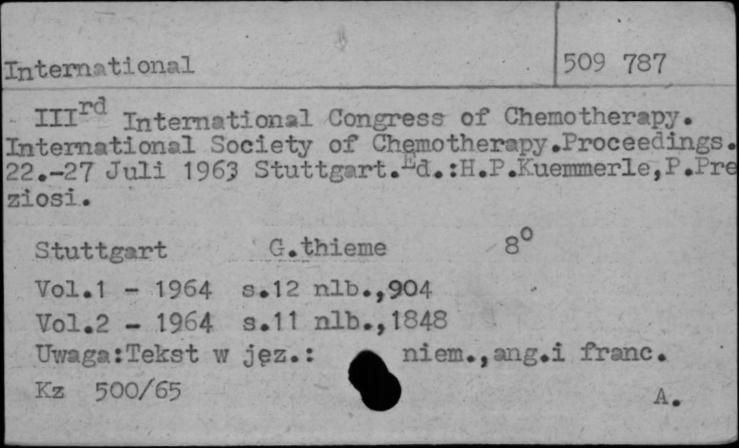 International 509 787
IIIrd International Congress of Chemotherapy.
International Society of Chemotherapy.Proceedings.
22.-27 Juli 1963 Stuttgart.Ed.:H.P.Kuemmerle,P.Pre
ziosi.
Stuttgart G.thieme 8º
Vol.1 - 1964 s.12 nlb.,904
Vol.2 - 1964 s.11 nlb.,1848
Uwaga:Tekst w jęz.: niem.,ang.i franc.
Kz 500/65 A.